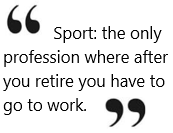 “ Sport: the only
profession where after
you retire you have to
go to work. ”